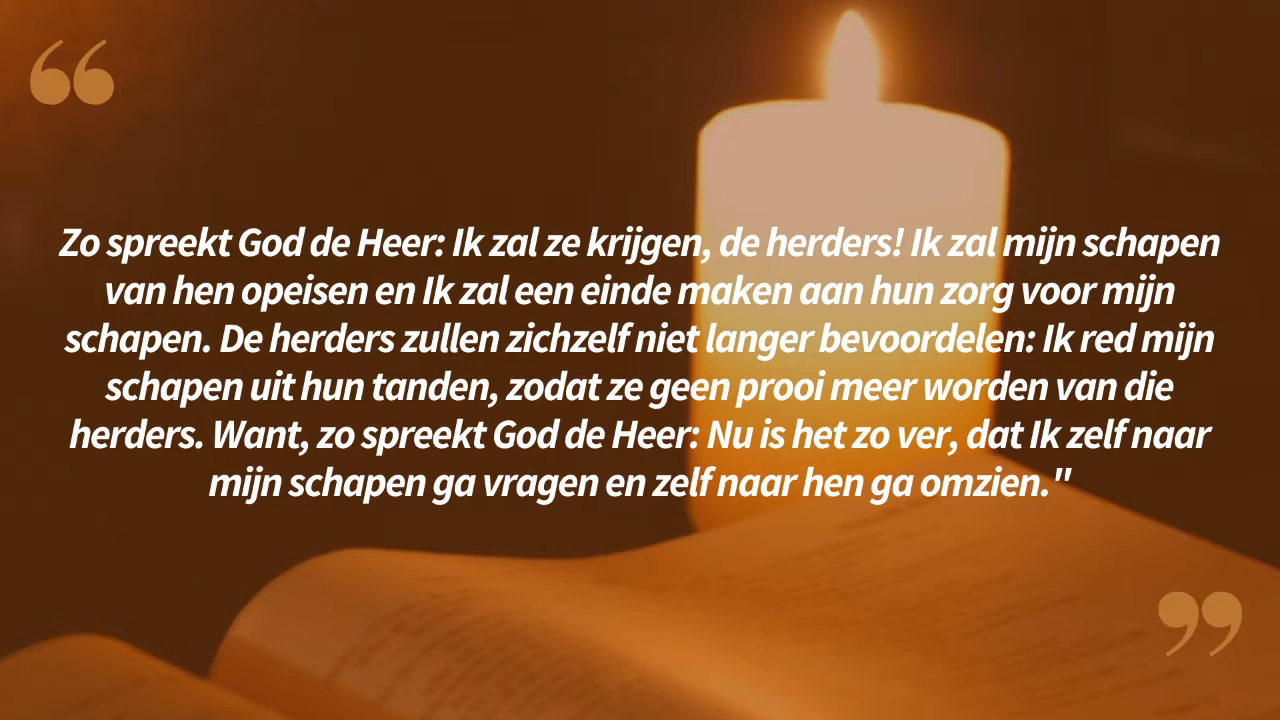 “
Zo spreekt God de Heer: Ik zal ze krijgen, de herders! Ik zal mijn schapen
van hen opeisen en Ik zal een einde maken aan hun zorg voor mijn
schapen. De herders zullen zichzelf niet langer bevoordelen: Ik red mijn
schapen uit hun tanden, zodat ze geen prooi meer worden van die
herders. Want, zo spreekt God de Heer: Nu is het zo ver, dat Ik zelf naar
mijn schapen ga vragen en zelf naar hen ga omzien."
”